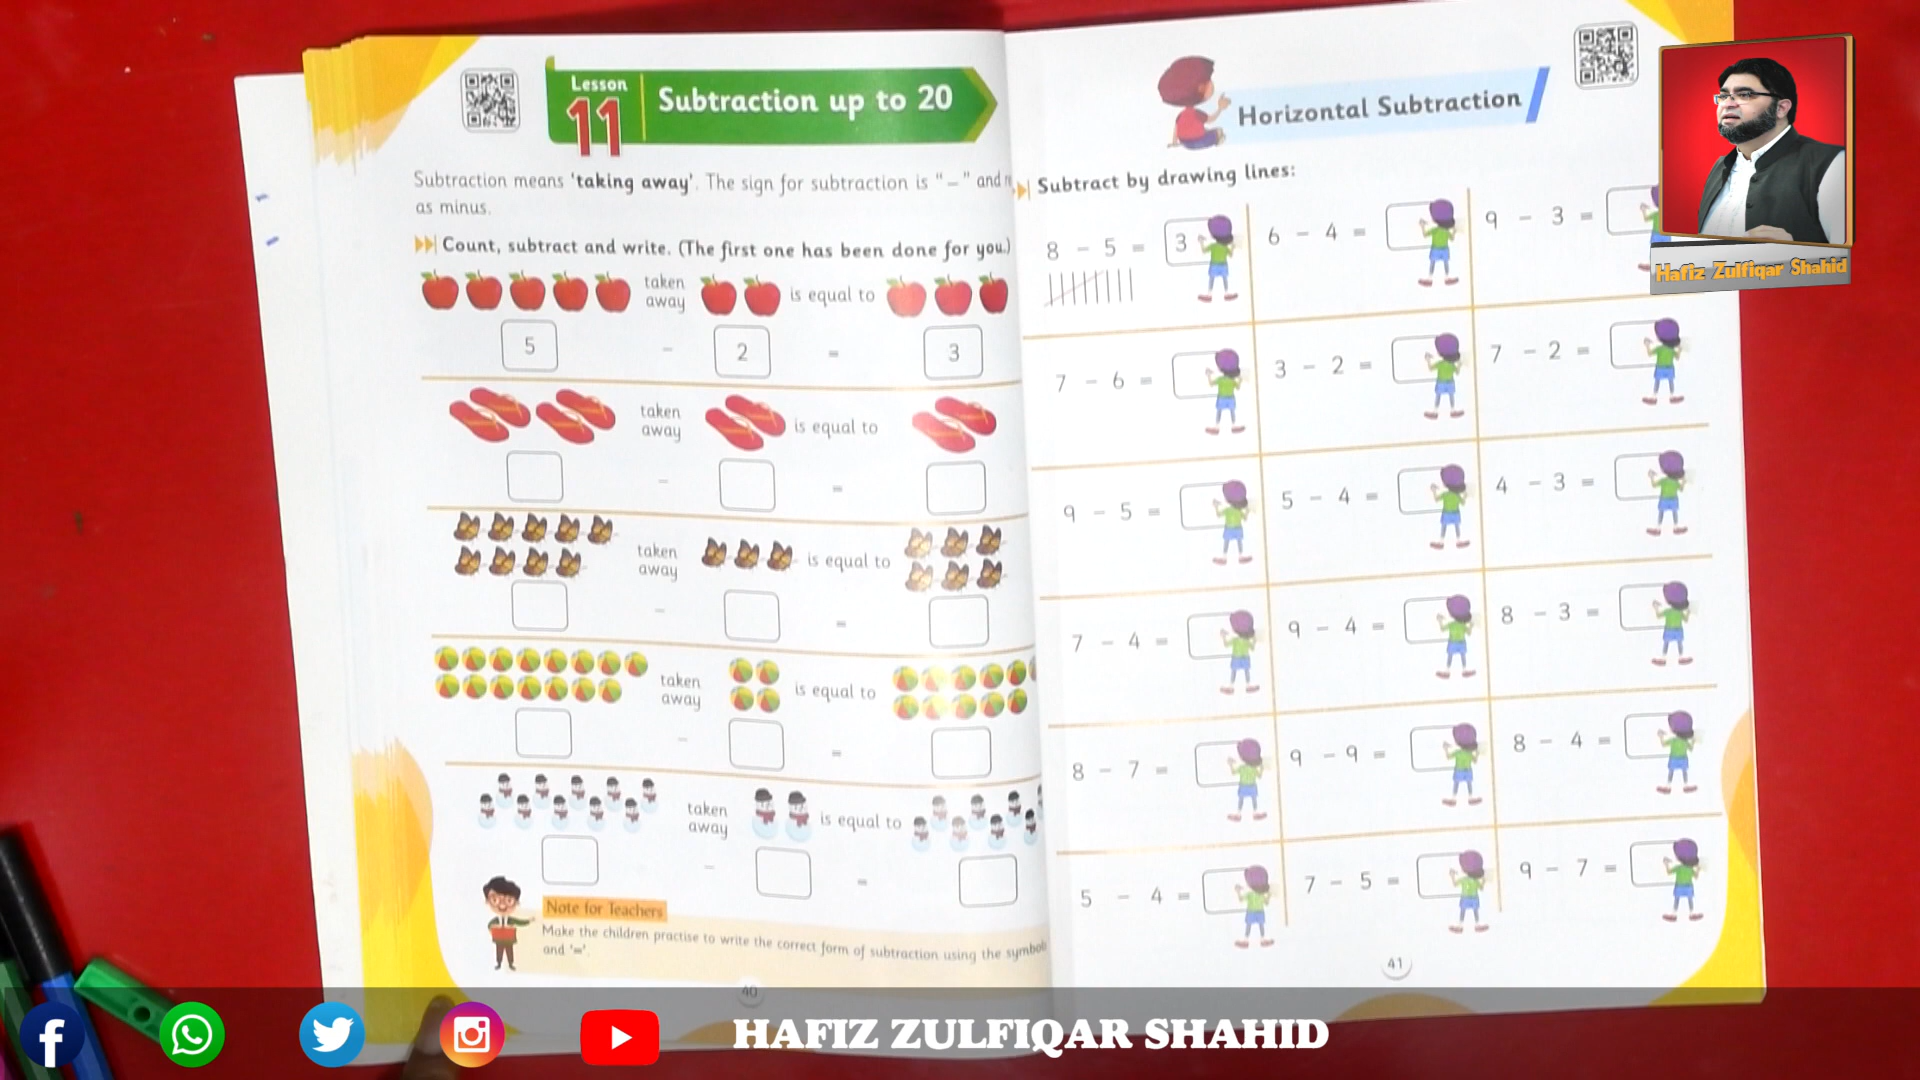 Lesson
11
Subtraction up to 20
Subtraction means 'taking away'. The sign for subtraction is "–" and
as minus.
Count, subtract and write. (The first one has been done for you.)
taken away is equal to
5 – 2 = 3
taken away is equal to
– =
taken away is equal to
– =
taken away is equal to
– =
taken away is equal to
– =
Note for Teachers
Make the children practise to write the correct form of subtraction using the symbols
and '='.
40
Horizontal Subtraction
Subtract by drawing lines:
8 – 5 = 3 6 – 4 = 9 – 3 =
7 – 6 = 3 – 2 = 7 – 2 =
9 – 5 = 5 – 4 = 4 – 3 =
7 – 4 = 9 – 4 = 8 – 3 =
8 – 7 = 9 – 9 = 8 – 4 =
5 – 4 = 7 – 5 = 9 – 7 =
41
Hafiz Zulfiqar Shahid
HAFIZ ZULFIQAR SHAHID